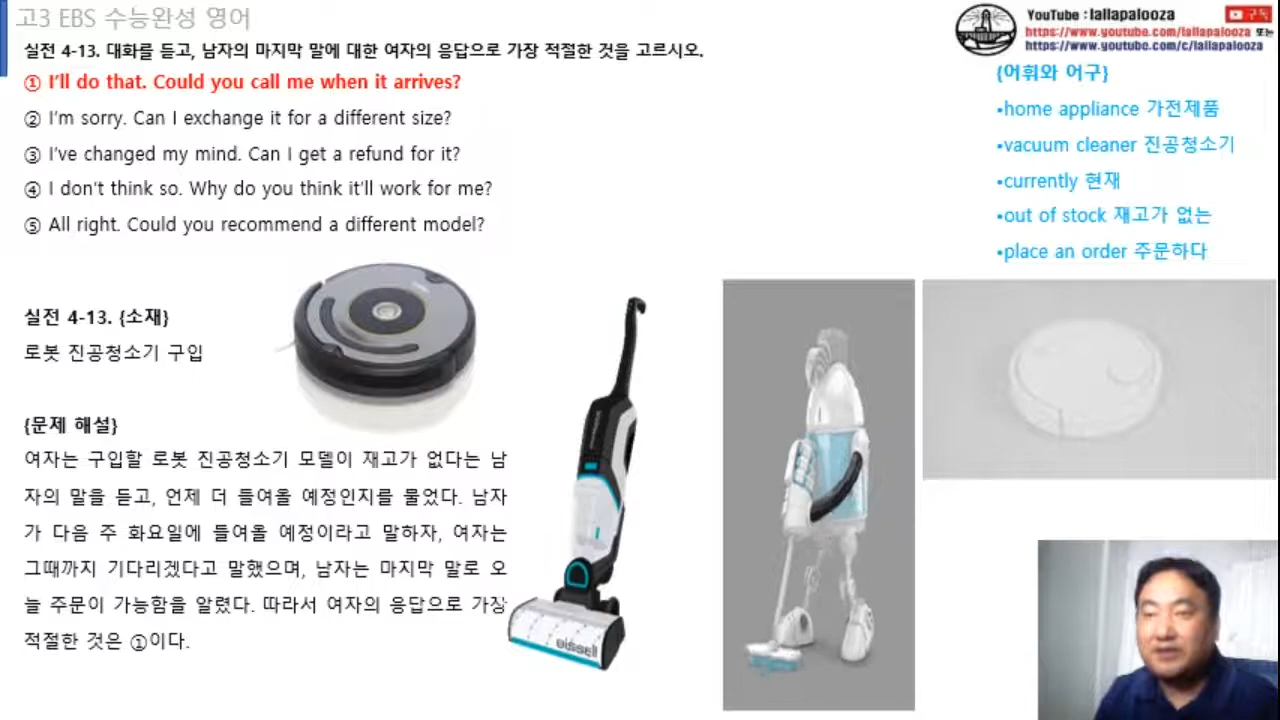 고3 EBS 수능완성 영어
YouTube : lallapalooza
구독
https://www.youtube.com/lallapalooza 또는
https://www.youtube.com/c/lallapalooza
실전 4-13. 대화를 듣고, 남자의 마지막 말에 대한 여자의 응답으로 가장 적절한 것을 고르시오.
① I’ll do that. Could you call me when it arrives?
② I’m sorry. Can I exchange it for a different size?
③ I’ve changed my mind. Can I get a refund for it?
④ I don’t think so. Why do you think it’ll work for me?
⑤ All right. Could you recommend a different model?
{어휘와 어구}
•home appliance 가전제품
•vacuum cleaner 진공청소기
•currently 현재
•out of stock 재고가 없는
•place an order 주문하다
실전 4-13. {소재}
로봇 진공청소기 구입
{문제 해설}
여자는 구입할 로봇 진공청소기 모델이 재고가 없다는 남
자의 말을 듣고, 언제 더 들여올 예정인지를 물었다. 남자
가 다음 주 화요일에 들여올 예정이라고 말하자, 여자는
그때까지 기다리겠다고 말했으며, 남자는 마지막 말로 오
늘 주문이 가능함을 알렸다. 따라서 여자의 응답으로 가장
적절한 것은 ①이다.
BISSELL